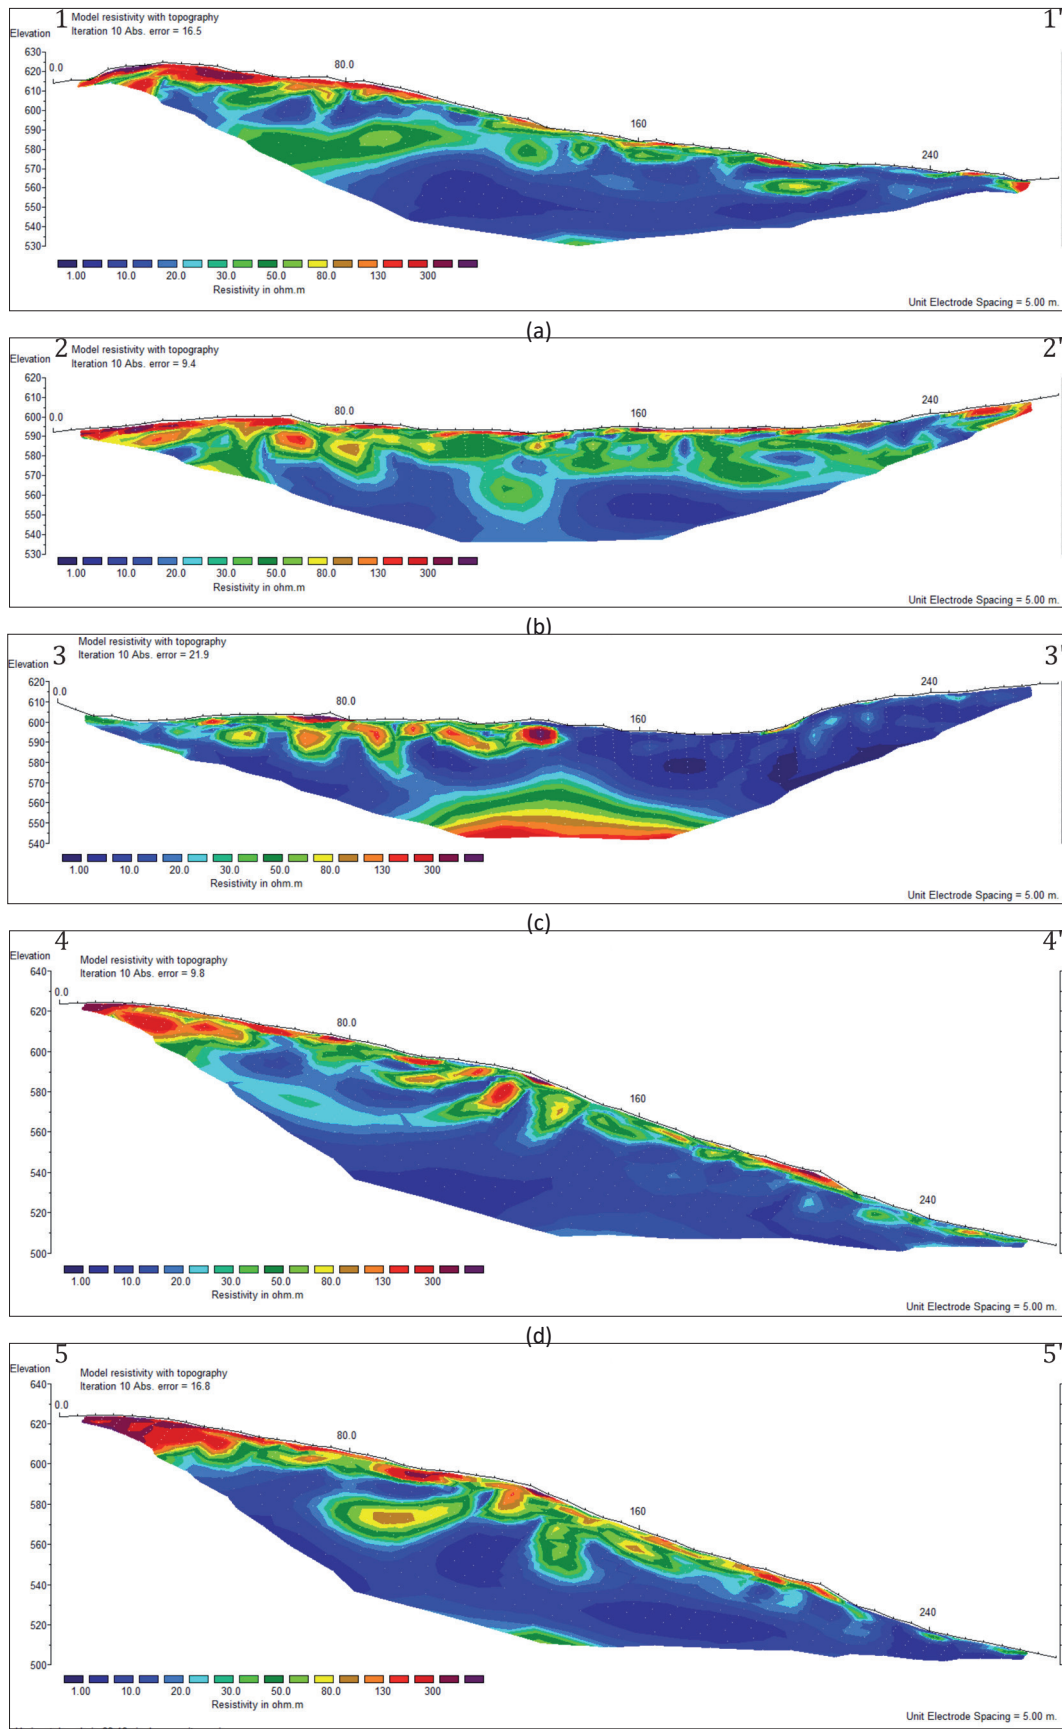 1 Model resistivity with topography 1'
Elevation Iteration 10 Abs. error = 16.5
630
620
610
600
590
580
570
560
550
540
530
0.0
80.0
160
240
1.00 10.0 20.0 30.0 50.0 80.0 130 300
Resistivity in ohm.m
Unit Electrode Spacing = 5.00 m.
(a)
2 Model resistivity with topography 2'
Elevation Iteration 10 Abs. error = 9.4
620
610
600
590
580
570
560
550
540
530
0.0
80.0
160
240
1.00 10.0 20.0 30.0 50.0 80.0 130 300
Resistivity in ohm.m
Unit Electrode Spacing = 5.00 m.
(b)
3 Model resistivity with topography 3'
Elevation Iteration 10 Abs. error = 21.9
620
610
600
590
580
570
560
550
540
0.0
80.0
160
240
1.00 10.0 20.0 30.0 50.0 80.0 130 300
Resistivity in ohm.m
Unit Electrode Spacing = 5.00 m.
(c)
4 Model resistivity with topography 4'
Elevation Iteration 10 Abs. error = 9.8
640
620
600
580
560
540
520
500
0.0
80.0
160
240
1.00 10.0 20.0 30.0 50.0 80.0 130 300
Resistivity in ohm.m
Unit Electrode Spacing = 5.00 m.
(d)
5 Model resistivity with topography 5'
Elevation Iteration 10 Abs. error = 16.8
640
620
600
580
560
540
520
500
0.0
80.0
160
240
1.00 10.0 20.0 30.0 50.0 80.0 130 300
Resistivity in ohm.m
Unit Electrode Spacing = 5.00 m.